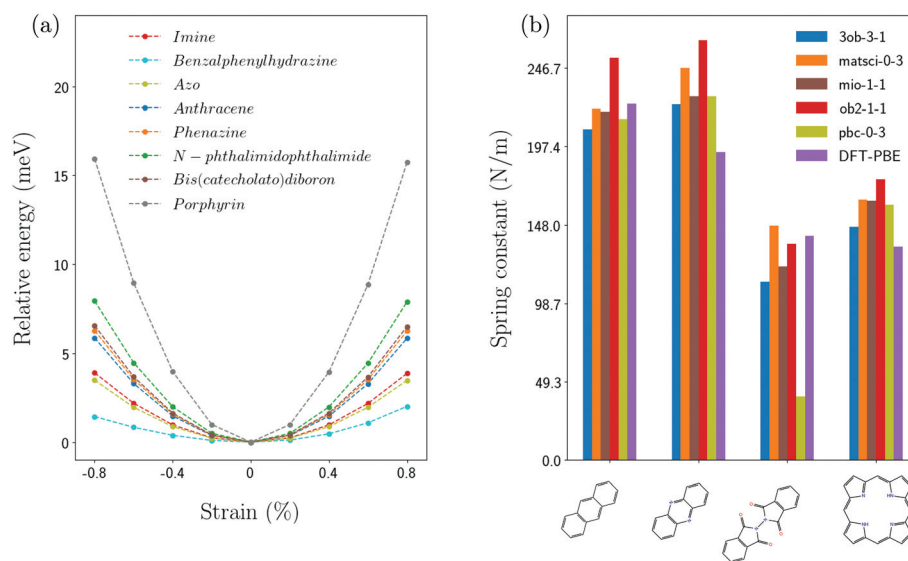 (a)
Relative energy (meV)
20
15
10
5
0
-0.8
-0.4
0
0.4
0.8
Strain (%)
Imine
Benzalphenylhydrazine
Azo
Anthracene
Phenazine
N − phthalimidophthalimide
Bis(catecholato)diboron
Porphyrin
(b)
Spring constant (N/m)
246.7
197.4
148.0
98.7
49.3
0.0
3ob-3-1
matsci-0-3
mio-1-1
ob2-1-1
pbc-0-3
DFT-PBE
N
HN
NH
N